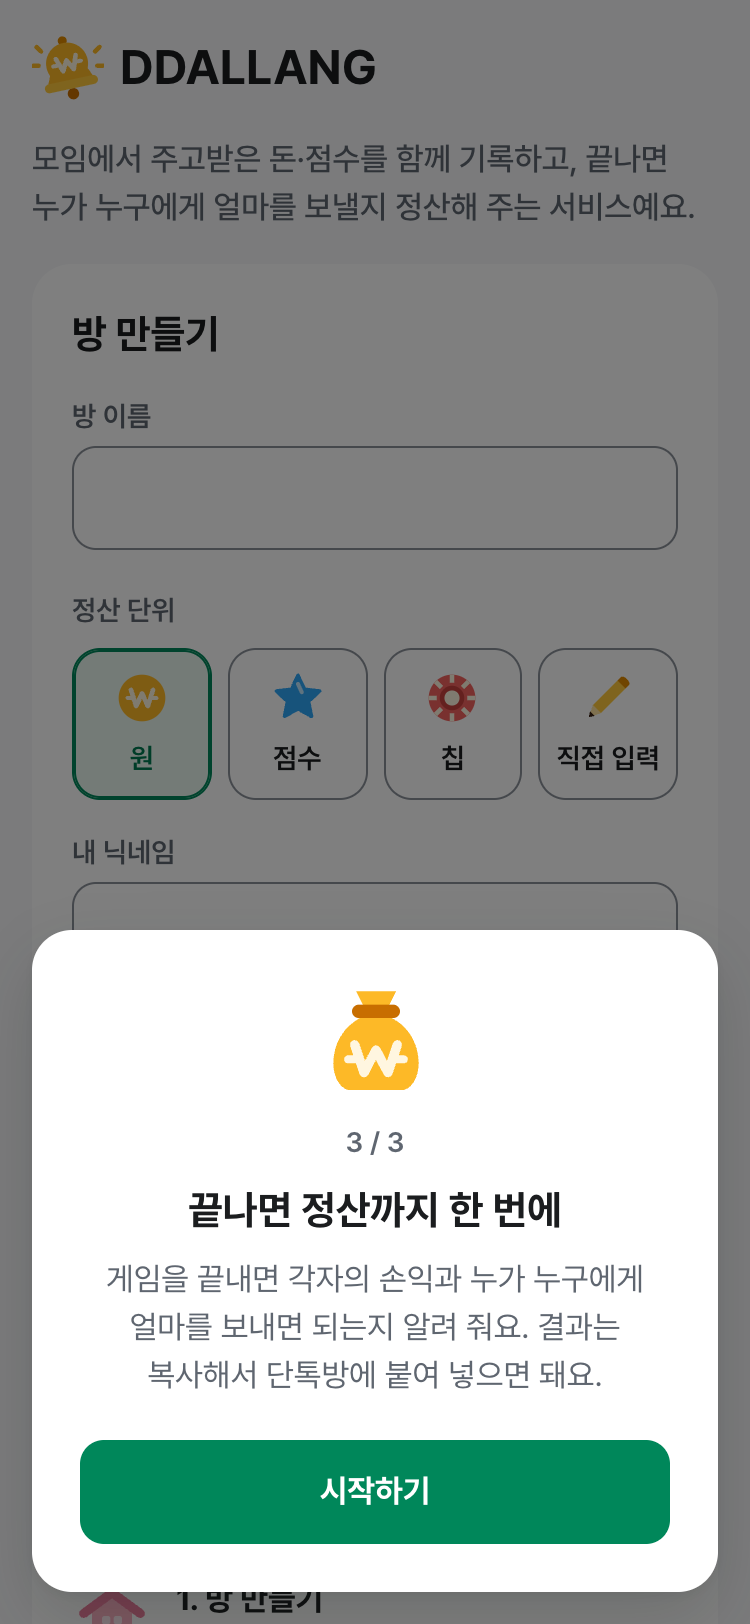 DDALLANG
모임에서 주고받은 돈·점수를 함께 기록하고, 끝나면
누가 누구에게 얼마를 보낼지 정산해 주는 서비스예요.
방 만들기
방 이름
정산 단위
원 점수 칩 직접 입력
내 닉네임
3 / 3
끝나면 정산까지 한 번에
게임을 끝내면 각자의 손익과 누가 누구에게
얼마를 보내면 되는지 알려 줘요. 결과는
복사해서 단톡방에 붙여 넣으면 돼요.
시작하기
1. 방 만들기